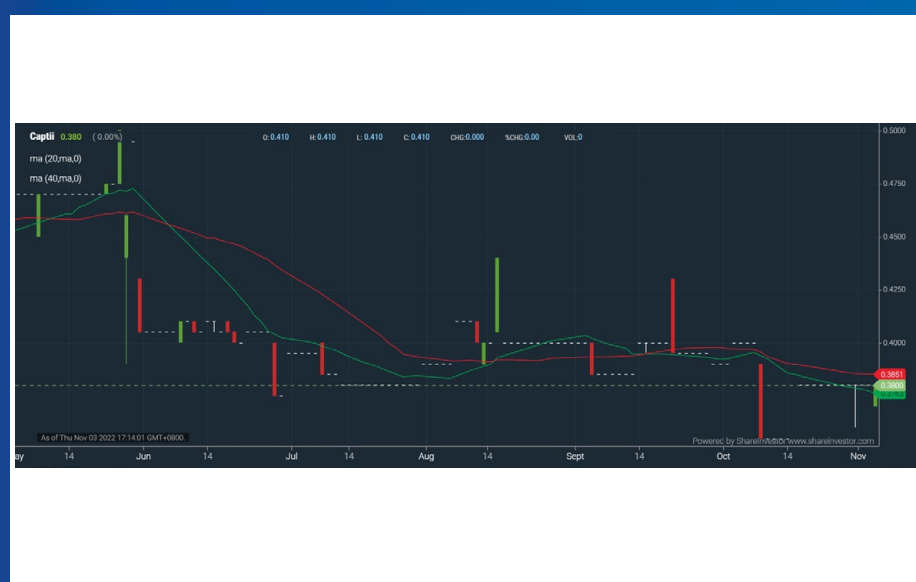 Captii 0.380 (0.00%) O:0.410 H:0.410 L:0.410 C:0.410 CHG:0.000 %CHG:0.00 VOL:0
ma (20,ma,0)
ma (40,ma,0)
0.5000
0.4750
0.4500
0.4250
0.4000
0.3851
0.3800
As of Thu Nov 03 2022 17:14:01 GMT+0800.
Powered by ShareInvestor www.shareinvestor.com
ay 14 Jun 14 Jul 14 Aug 14 Sept 14 Oct 14 Nov